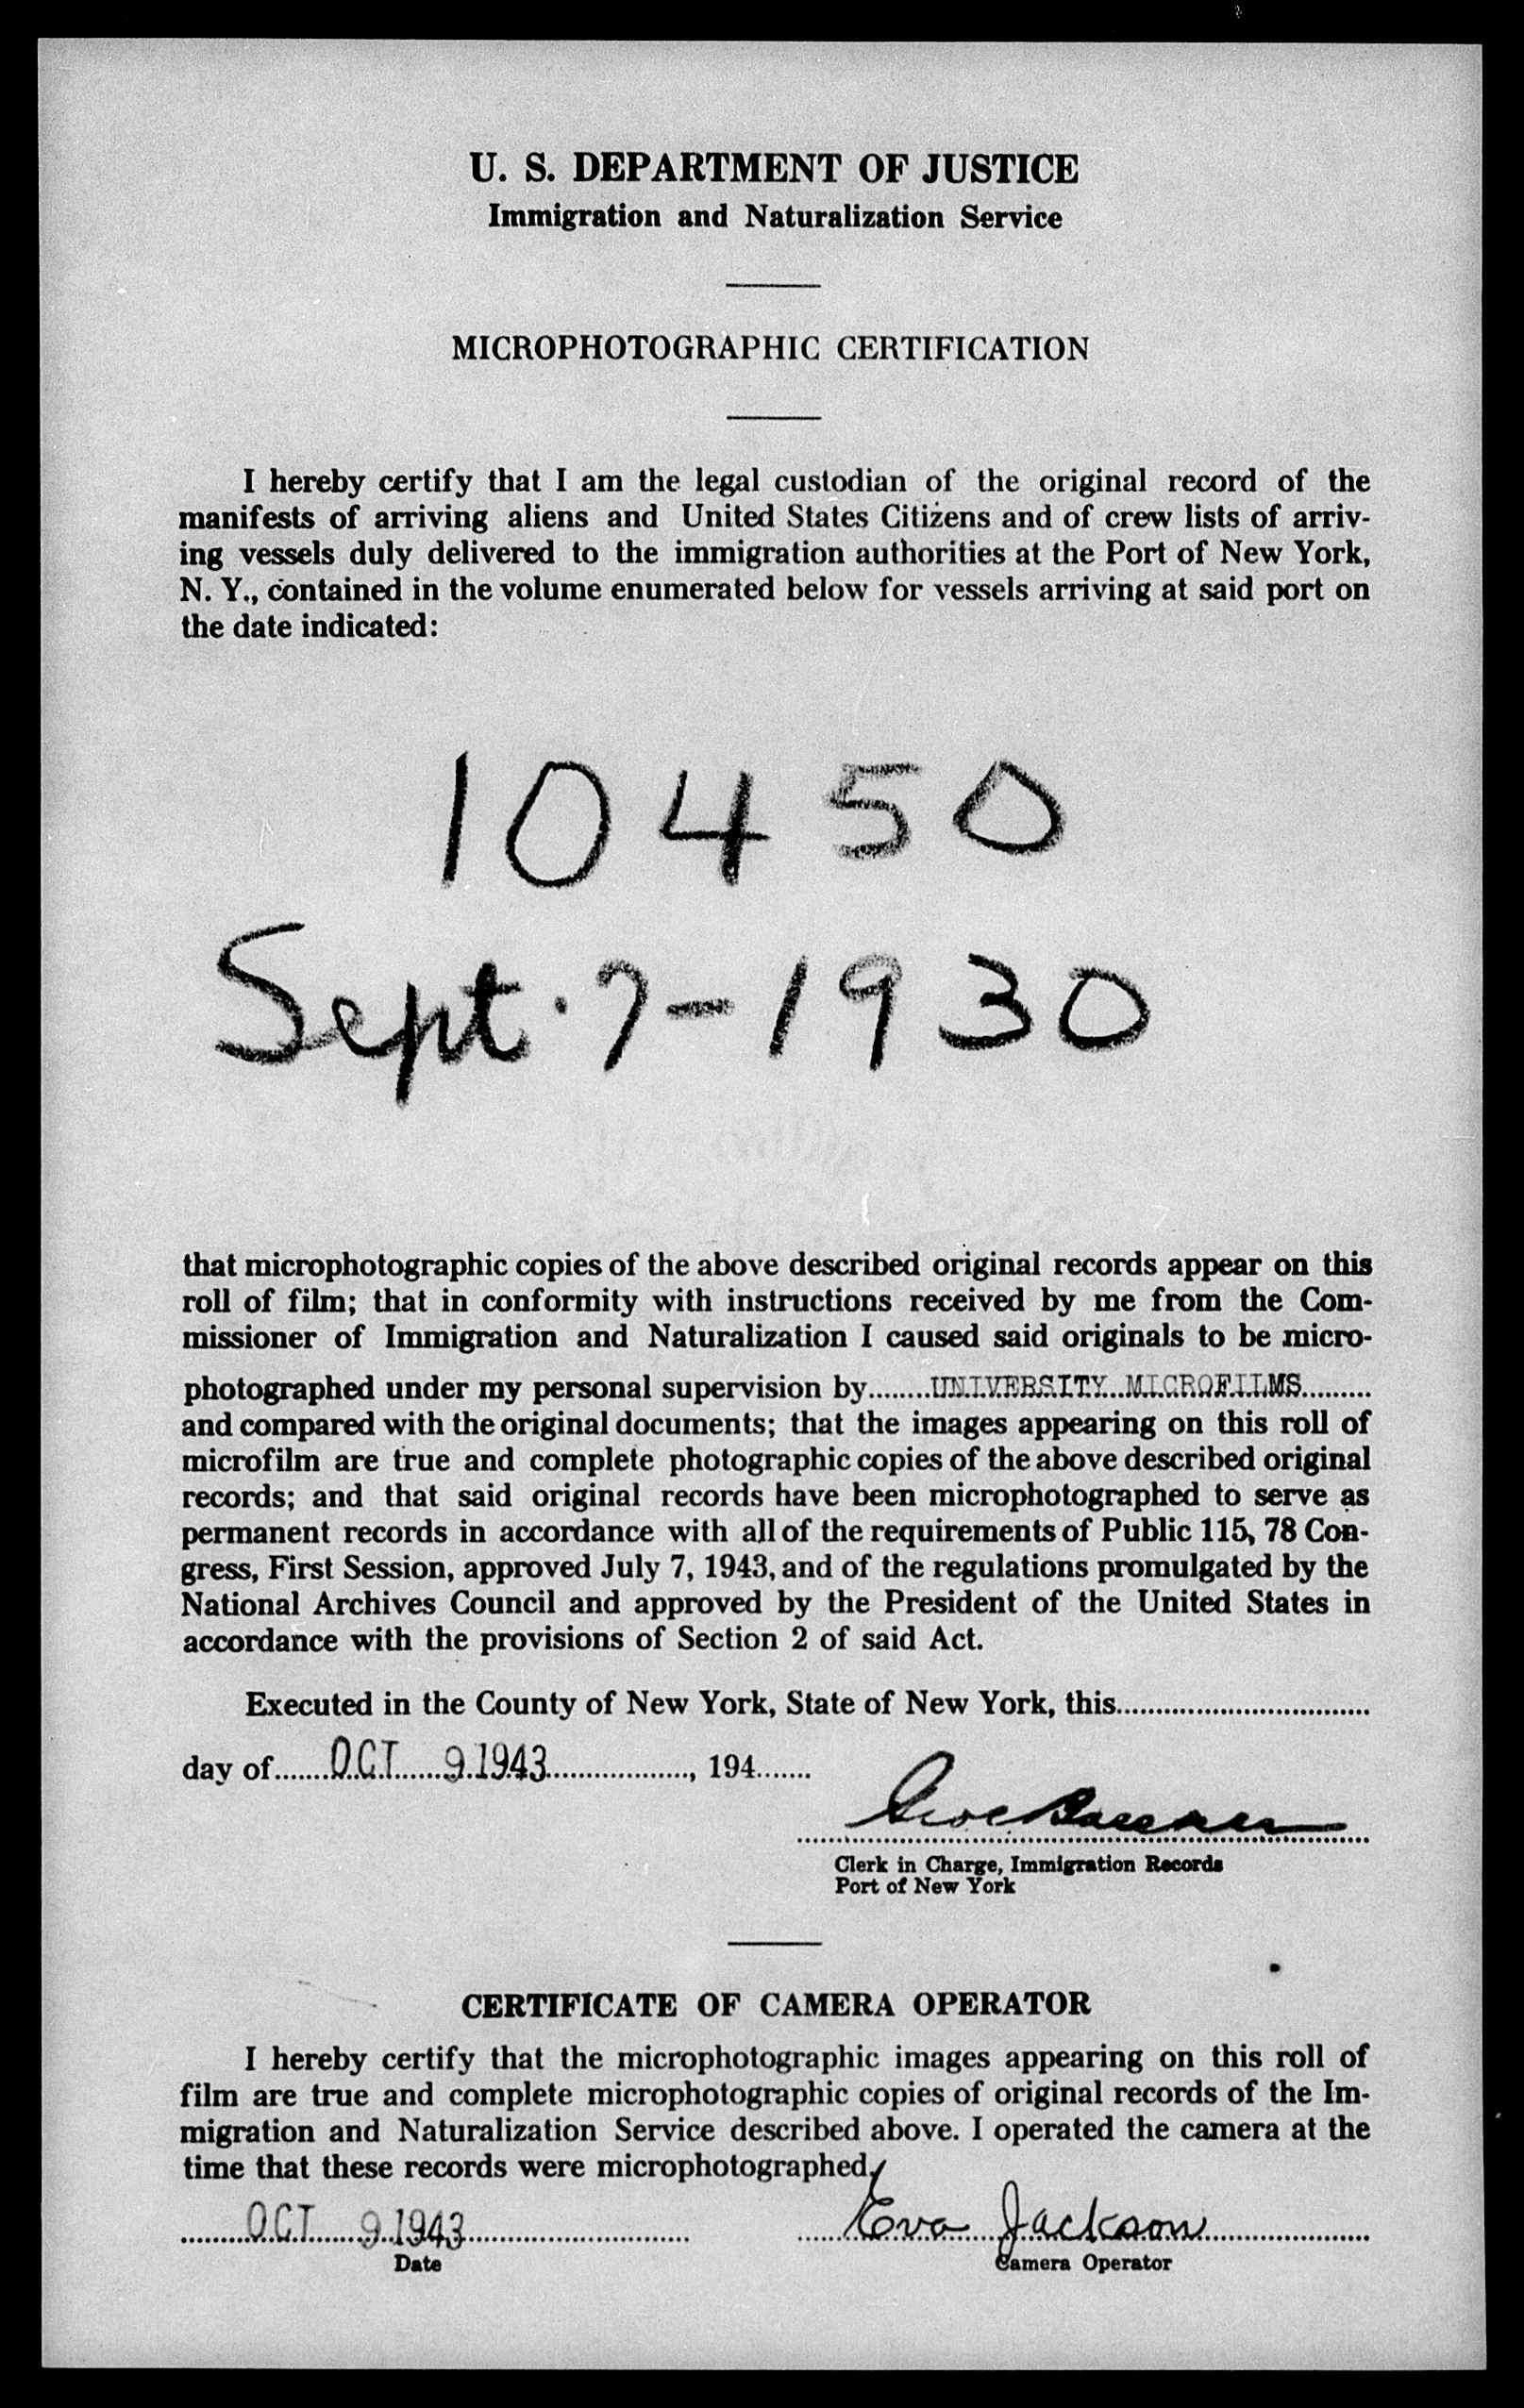 U. S. DEPARTMENT OF JUSTICE
Immigration and Naturalization Service
MICROPHOTOGRAPHIC CERTIFICATION
I hereby certify that I am the legal custodian of the original record of the
manifests of arriving aliens and United States Citizens and of crew lists of arriv-
ing vessels duly delivered to the immigration authorities at the Port of New York,
N. Y., contained in the volume enumerated below for vessels arriving at said port on
the date indicated:
10450
Sept. 7-1930
that microphotographic copies of the above described original records appear on this
roll of film; that in conformity with instructions received by me from the Com-
missioner of Immigration and Naturalization I caused said originals to be micro-
photographed under my personal supervision by........UNIVERSITY MICROFILMS.........
and compared with the original documents; that the images appearing on this roll of
microfilm are true and complete photographic copies of the above described original
records; and that said original records have been microphotographed to serve as
permanent records in accordance with all of the requirements of Public 115, 78 Con-
gress, First Session, approved July 7, 1943, and of the regulations promulgated by the
National Archives Council and approved by the President of the United States in
accordance with the provisions of Section 2 of said Act.
Executed in the County of New York, State of New York, this................................
day of.......OCT 9 1943.................., 194.......
Clerk in Charge, Immigration Records
Port of New York
CERTIFICATE OF CAMERA OPERATOR
I hereby certify that the microphotographic images appearing on this roll of
film are true and complete microphotographic copies of original records of the Im-
migration and Naturalization Service described above. I operated the camera at the
time that these records were microphotographed.
OCT 9 1943 Eva Jackson
Date Camera Operator